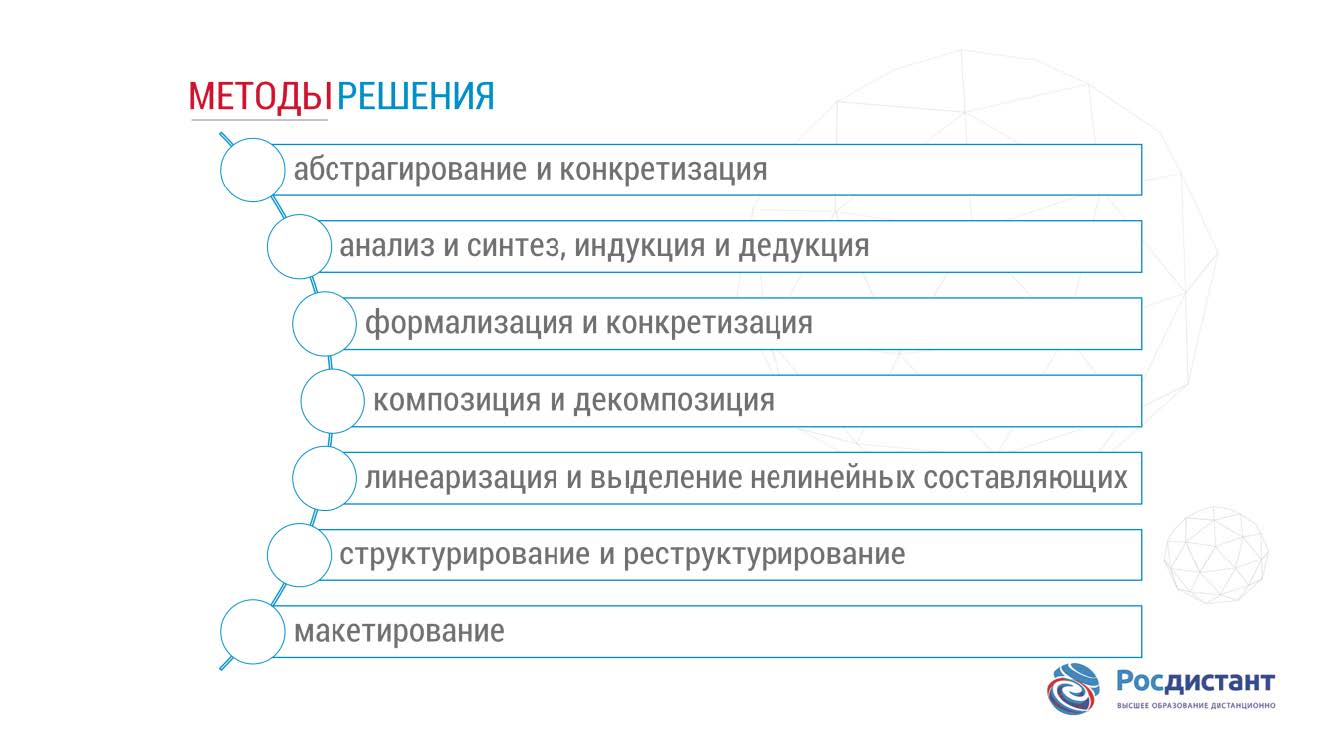 МЕТОДЫ РЕШЕНИЯ
абстрагирование и конкретизация
анализ и синтез, индукция и дедукция
формализация и конкретизация
композиция и декомпозиция
линеаризация и выделение нелинейных составляющих
структурирование и реструктурирование
макетирование
Росдистант
ВЫСШЕЕ ОБРАЗОВАНИЕ ДИСТАНЦИОННО